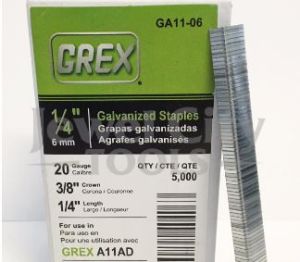 GA11-06
GREX
1/4"
6 mm
Galvanized Staples
Grapas galvanizadas
Agrafes galvanisés
20 Gauge
Calibre
QTY / CTE / QTÉ
5,000
3/8" Crown
Corona / Couronne
1/4" Length
Largo / Longueur
For use in
Para su uso en
Pour une utilisation avec
GREX A11AD